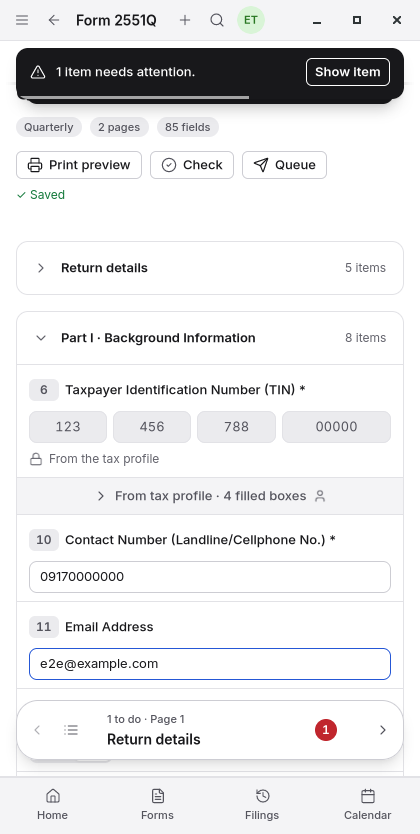 Form 2551Q
ET
1 item needs attention.
Show item
Quarterly
2 pages
85 fields
Print preview
Check
Queue
✓ Saved
Return details
5 items
Part I · Background Information
8 items
6 Taxpayer Identification Number (TIN) *
123 456 788 00000
From the tax profile
From tax profile · 4 filled boxes
10 Contact Number (Landline/Cellphone No.) *
09170000000
11 Email Address
e2e@example.com
1 to do · Page 1
Return details
1
Home
Forms
Filings
Calendar